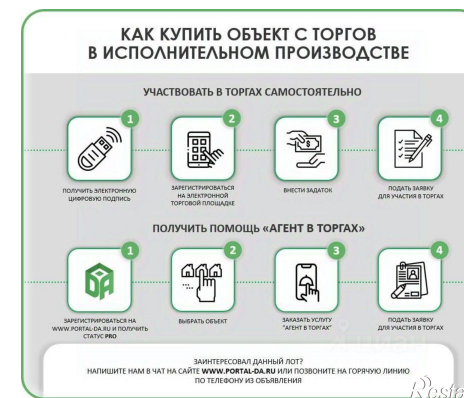 КАК КУПИТЬ ОБЪЕКТ С ТОРГОВ
В ИСПОЛНИТЕЛЬНОМ ПРОИЗВОДСТВЕ
УЧАСТВОВАТЬ В ТОРГАХ САМОСТОЯТЕЛЬНО
1
2
3
4
ПОЛУЧИТЬ ЭЛЕКТРОННУЮ
ЦИФРОВУЮ ПОДПИСЬ
ЗАРЕГИСТРИРОВАТЬСЯ
НА ЭЛЕКТРОННОЙ
ТОРГОВОЙ ПЛОЩАДКЕ
ВНЕСТИ ЗАДАТОК
ПОДАТЬ ЗАЯВКУ
ДЛЯ УЧАСТИЯ В ТОРГАХ
ПОЛУЧИТЬ ПОМОЩЬ «АГЕНТ В ТОРГАХ»
1
2
3
4
ЗАРЕГИСТРИРОВАТЬСЯ НА
WWW.PORTAL-DA.RU И ПОЛУЧИТЬ
СТАТУС PRO
ВЫБРАТЬ ОБЪЕКТ
ЗАКАЗАТЬ УСЛУГУ
"АГЕНТ В ТОРГАХ"
ПОДАТЬ ЗАЯВКУ
ДЛЯ УЧАСТИЯ В ТОРГАХ
циан
ЗАИНТЕРЕСОВАЛ ДАННЫЙ ЛОТ?
НАПИШИТЕ НАМ В ЧАТ НА САЙТЕ WWW.PORTAL-DA.RU ИЛИ ПОЗВОНИТЕ НА ГОРЯЧУЮ ЛИНИЮ
ПО ТЕЛЕФОНУ ИЗ ОБЪЯВЛЕНИЯ